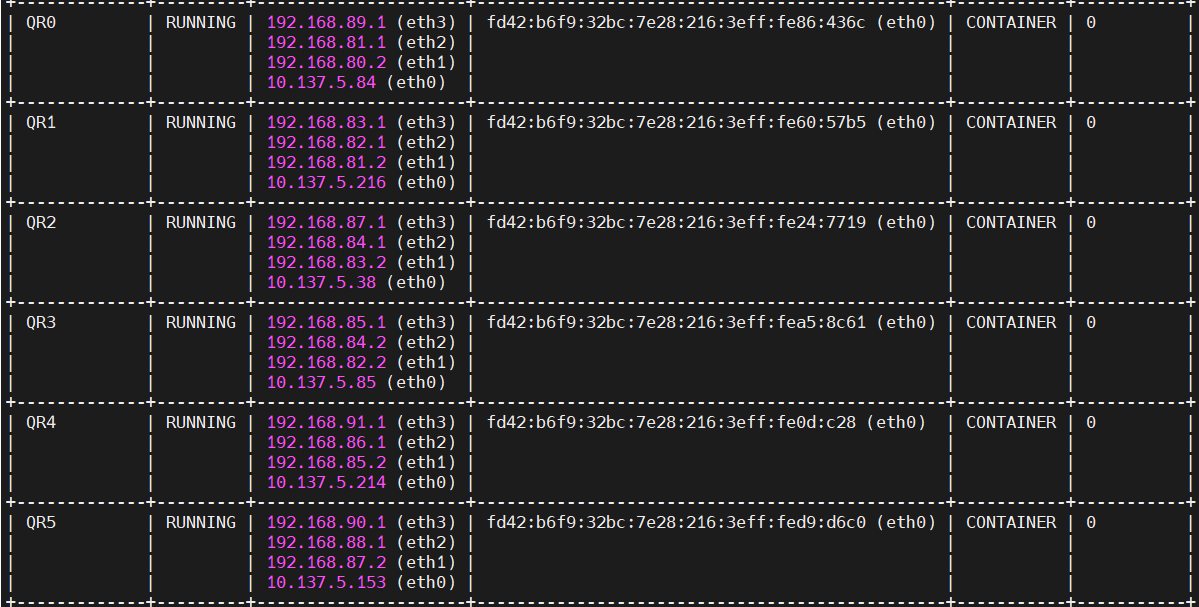 | QR0 | RUNNING | 192.168.89.1 (eth3) | fd42:b6f9:32bc:7e28:216:3eff:fe86:436c (eth0) | CONTAINER | 0 |
| | | 192.168.81.1 (eth2) | | | |
| | | 192.168.80.2 (eth1) | | | |
| | | 10.137.5.84 (eth0) | | | |
| QR1 | RUNNING | 192.168.83.1 (eth3) | fd42:b6f9:32bc:7e28:216:3eff:fe60:57b5 (eth0) | CONTAINER | 0 |
| | | 192.168.82.1 (eth2) | | | |
| | | 192.168.81.2 (eth1) | | | |
| | | 10.137.5.216 (eth0) | | | |
| QR2 | RUNNING | 192.168.87.1 (eth3) | fd42:b6f9:32bc:7e28:216:3eff:fe24:7719 (eth0) | CONTAINER | 0 |
| | | 192.168.84.1 (eth2) | | | |
| | | 192.168.83.2 (eth1) | | | |
| | | 10.137.5.38 (eth0) | | | |
| QR3 | RUNNING | 192.168.85.1 (eth3) | fd42:b6f9:32bc:7e28:216:3eff:fea5:8c61 (eth0) | CONTAINER | 0 |
| | | 192.168.84.2 (eth2) | | | |
| | | 192.168.82.2 (eth1) | | | |
| | | 10.137.5.85 (eth0) | | | |
| QR4 | RUNNING | 192.168.91.1 (eth3) | fd42:b6f9:32bc:7e28:216:3eff:fe0d:c28 (eth0) | CONTAINER | 0 |
| | | 192.168.86.1 (eth2) | | | |
| | | 192.168.85.2 (eth1) | | | |
| | | 10.137.5.214 (eth0) | | | |
| QR5 | RUNNING | 192.168.90.1 (eth3) | fd42:b6f9:32bc:7e28:216:3eff:fed9:d6c0 (eth0) | CONTAINER | 0 |
| | | 192.168.88.1 (eth2) | | | |
| | | 192.168.87.2 (eth1) | | | |
| | | 10.137.5.153 (eth0) | | | |